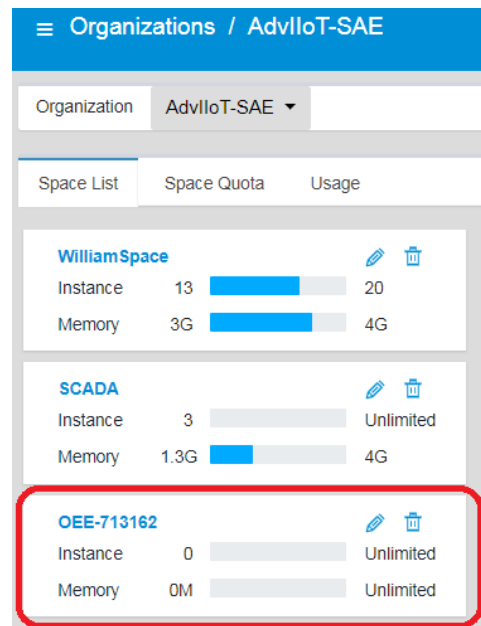 ≡ Organizations / AdvIIoT-SAE
Organization AdvIIoT-SAE
Space List Space Quota Usage
WilliamSpace
Instance 13 20
Memory 3G 4G
SCADA
Instance 3 Unlimited
Memory 1.3G 4G
OEE-713162
Instance 0 Unlimited
Memory 0M Unlimited